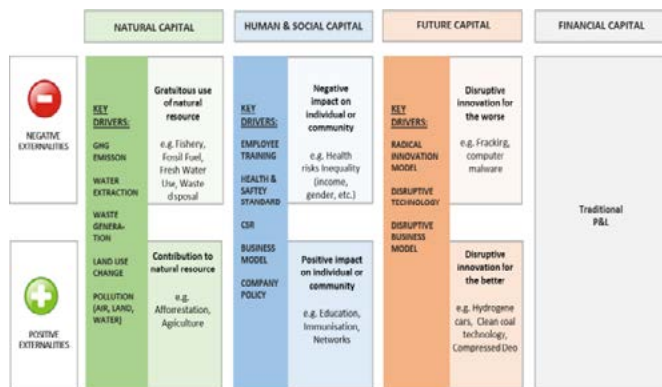 NATURAL CAPITAL
HUMAN & SOCIAL CAPITAL
FUTURE CAPITAL
FINANCIAL CAPITAL
NEGATIVE
EXTERNALITIES
POSITIVE
EXTERNALITIES
KEY
DRIVERS:
GHG
EMISSON
WATER
EXTRACTION
WASTE
GENERA-
TION
LAND USE
CHANGE
POLLUTION
(AIR, LAND,
WATER)
Gratuitous use
of natural
resource
e.g. Fishery,
Fossil Fuel,
Fresh Water
Use, Waste
disposal
Contribution to
natural resource
e.g.
Afforrestation,
Agriculture
KEY
DRIVERS:
EMPLOYEE
TRAINING
HEALTH &
SAFTEY
STANDARD
CSR
BUSINESS
MODEL
COMPANY
POLICY
Negative
impact on
individual or
community
e.g. Health
risks Inequality
(income,
gender, etc.)
Positive impact
on individual or
community
e.g. Education,
Immunisation,
Networks
KEY
DRIVERS:
RADICAL
INNOVATION
MODEL
DISRUPTIVE
TECHNOLOGY
DISRUPTIVE
BUSINESS
MODEL
Disruptive
innovation for
the worse
e.g. Fracking,
computer
malware
Disruptive
innovation for
the better
e.g. Hydrogene
cars, Clean coal
technology,
Compressed Deo
Traditional
P&L